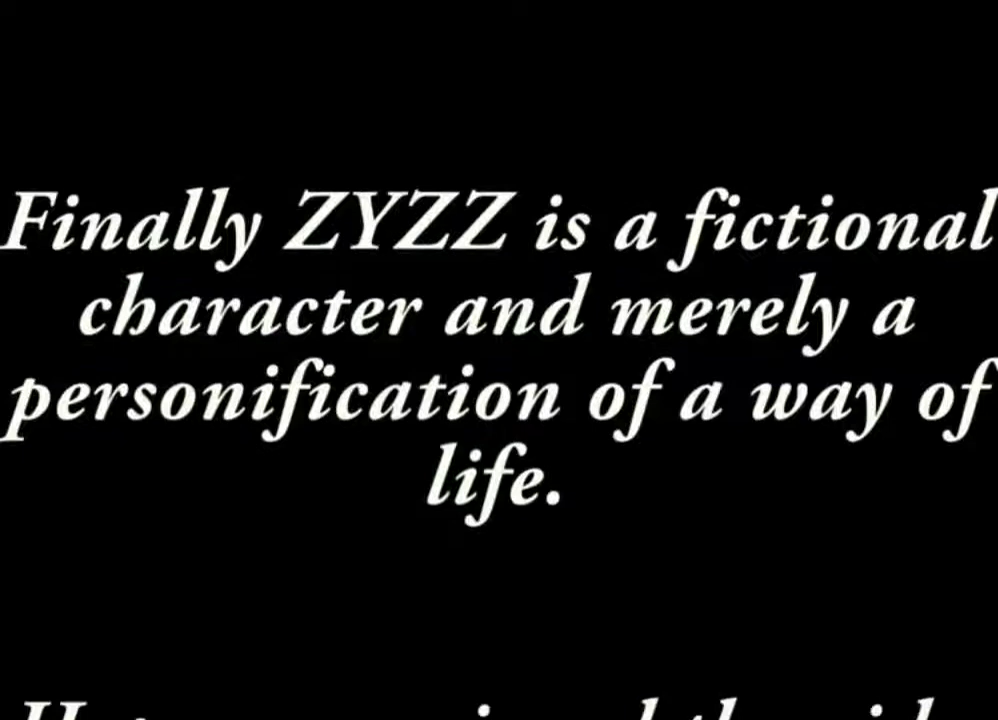 Finally ZYZZ is a fictional
character and merely a
personification of a way of
life.